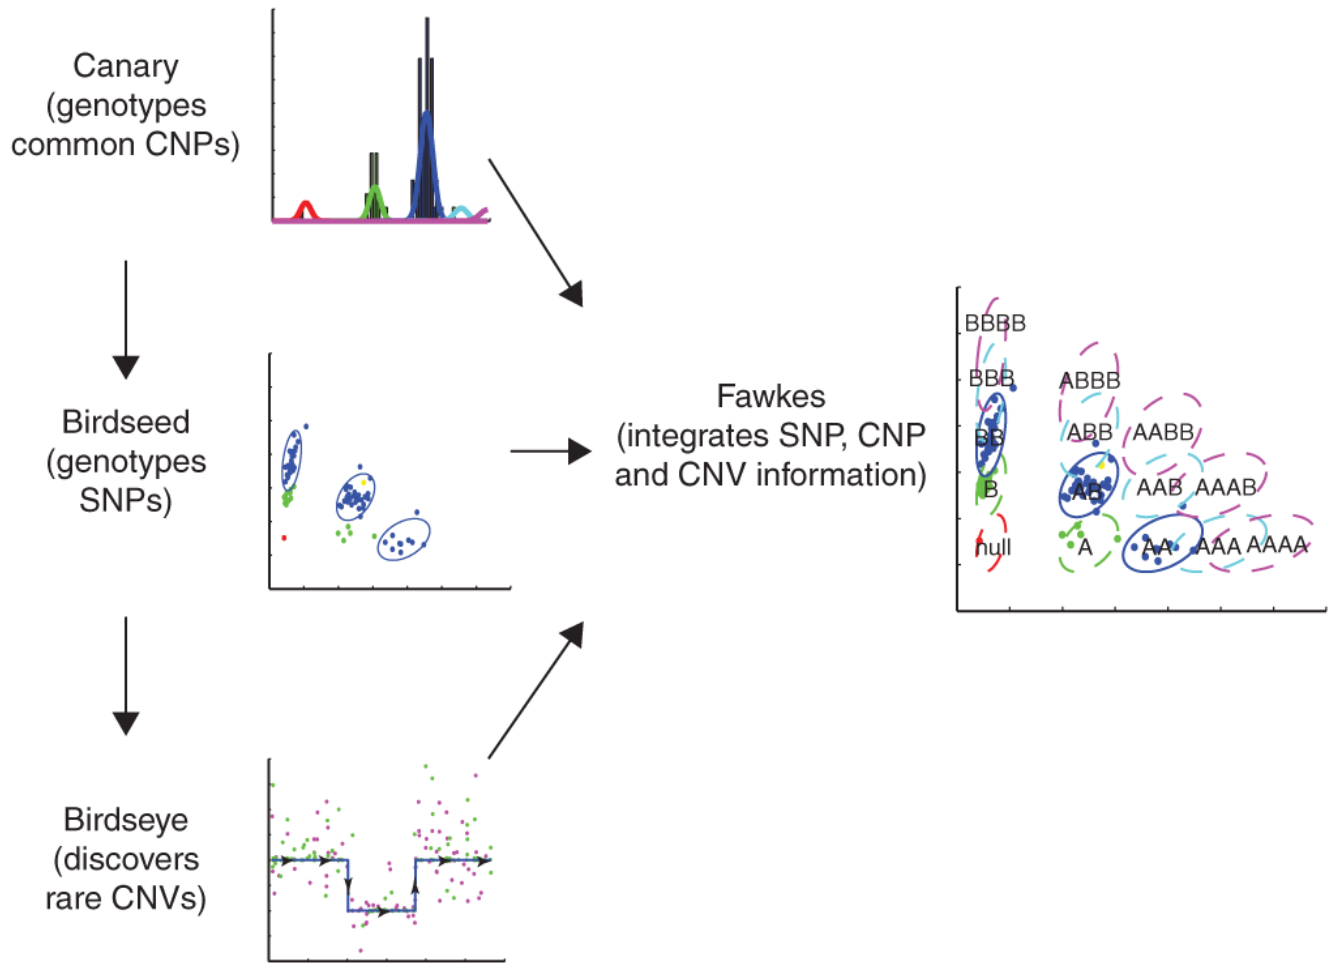 Canary
(genotypes
common CNPs)
Birdseed
(genotypes
SNPs)
Birdseye
(discovers
rare CNVs)
Fawkes
(integrates SNP, CNP
and CNV information)
BBBB
BBB ABBB
BB ABB AABB
B AB AAB AAAB
null A AA AAA AAAA